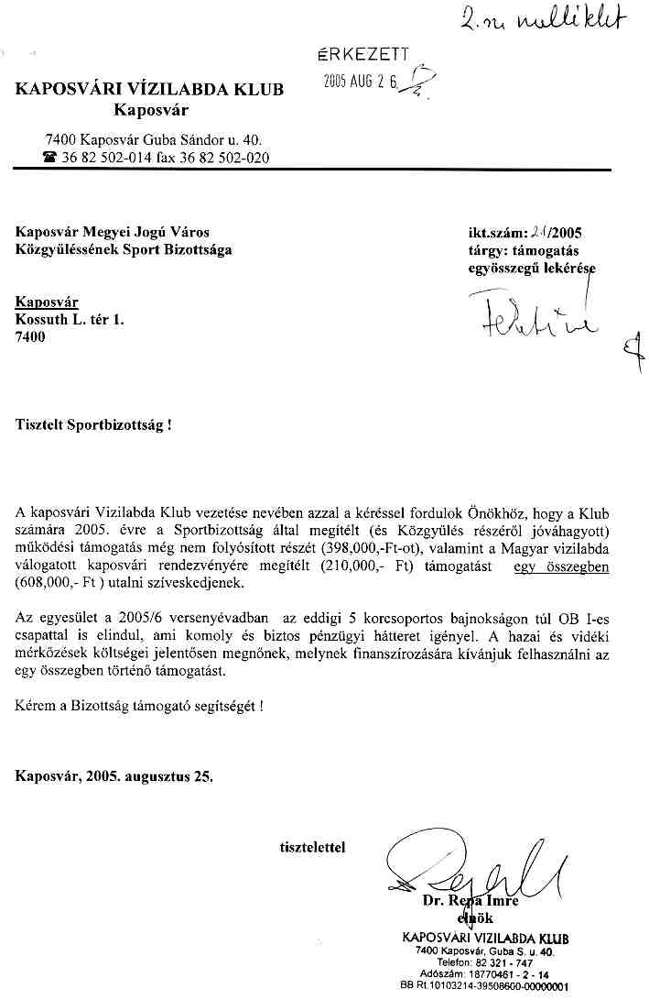 2. sz. melléklet
ÉRKEZETT
2005 AUG 2 6.
KAPOSVÁRI VÍZILABDA KLUB
Kaposvár
7400 Kaposvár Guba Sándor u. 40.
☎ 36 82 502-014 fax 36 82 502-020
Kaposvár Megyei Jogú Város
Közgyűléssének Sport Bizottsága
ikt.szám: 21/2005
tárgy: támogatás
egyösszegű lekérése
Kaposvár
Kossuth L. tér 1.
7400
Tisztelt Sportbizottság !
A kaposvári Vizilabda Klub vezetése nevében azzal a kéréssel fordulok Önökhöz, hogy a Klub
számára 2005. évre a Sportbizottság által megítélt (és Közgyűlés részéről jóváhagyott)
működési támogatás még nem folyósított részét (398,000,-Ft-ot), valamint a Magyar vizilabda
válogatott kaposvári rendezvényére megítélt (210,000,- Ft) támogatást egy összegben
(608,000,- Ft ) utalni szíveskedjenek.
Az egyesület a 2005/6 versenyévadban az eddigi 5 korcsoportos bajnokságon túl OB I-es
csapattal is elindul, ami komoly és biztos pénzügyi hátteret igényel. A hazai és vidéki
mérkőzések költségei jelentősen megnőnek, melynek finanszírozására kívánjuk felhasználni az
egy összegben történő támogatást.
Kérem a Bizottság támogató segítségét !
Kaposvár, 2005. augusztus 25.
tisztelettel
Dr. Repa Imre
elnök
KAPOSVÁRI VIZILABDA KLUB
7400 Kaposvár, Guba S. u. 40.
Telefon: 82 321 - 747
Adószám: 18770461 - 2 - 14
BB Rt.10103214-39508600-00000001